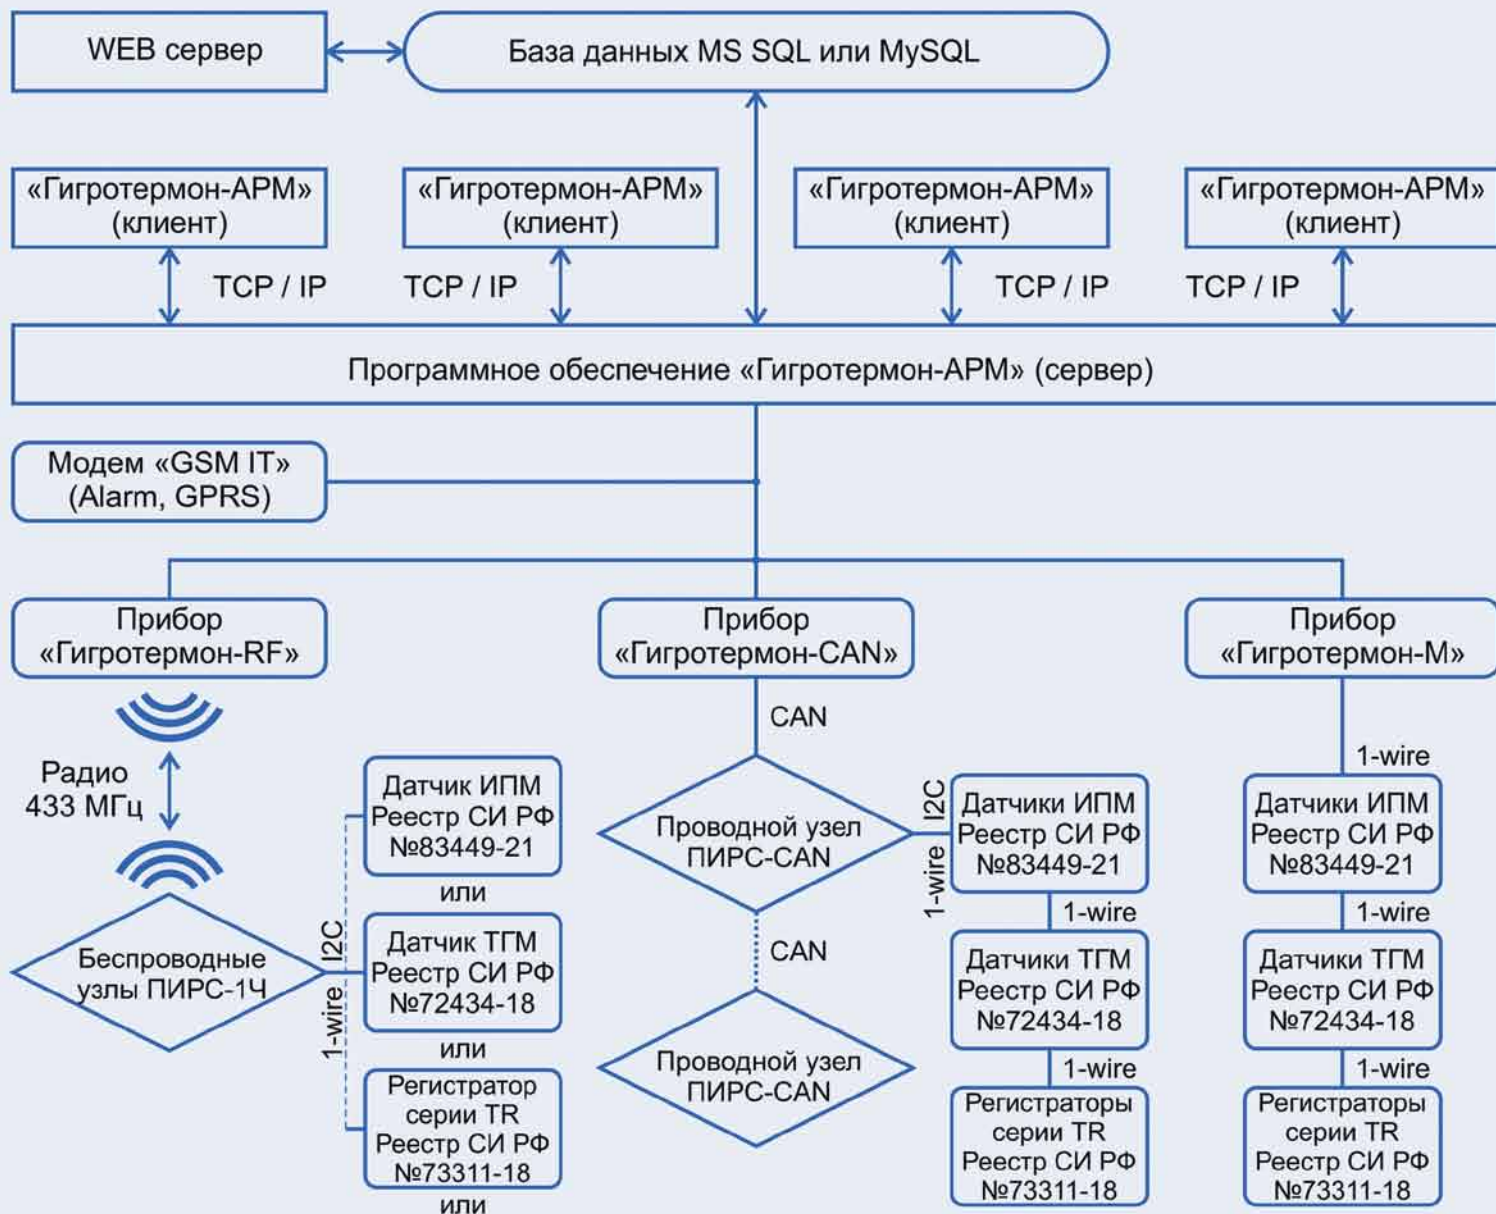 WEB сервер
База данных MS SQL или MySQL
«Гигротермон-АРМ»
(клиент)
«Гигротермон-АРМ»
(клиент)
«Гигротермон-АРМ»
(клиент)
«Гигротермон-АРМ»
(клиент)
TCP / IP
TCP / IP
TCP / IP
TCP / IP
Программное обеспечение «Гигротермон-АРМ» (сервер)
Модем «GSM IT»
(Alarm, GPRS)
Прибор
«Гигротермон-RF»
Прибор
«Гигротермон-CAN»
Прибор
«Гигротермон-М»
Радио
433 МГц
Беспроводные
узлы ПИРС-1Ч
1-wire
I2C
Датчик ИПМ
Реестр СИ РФ
№83449-21
или
Датчик ТГМ
Реестр СИ РФ
№72434-18
или
Регистратор
серии TR
Реестр СИ РФ
№73311-18
или
CAN
Проводной узел
ПИРС-CAN
CAN
Проводной узел
ПИРС-CAN
1-wire
I2C
Датчики ИПМ
Реестр СИ РФ
№83449-21
1-wire
Датчики ТГМ
Реестр СИ РФ
№72434-18
1-wire
Регистраторы
серии TR
Реестр СИ РФ
№73311-18
1-wire
Датчики ИПМ
Реестр СИ РФ
№83449-21
1-wire
Датчики ТГМ
Реестр СИ РФ
№72434-18
1-wire
Регистраторы
серии TR
Реестр СИ РФ
№73311-18